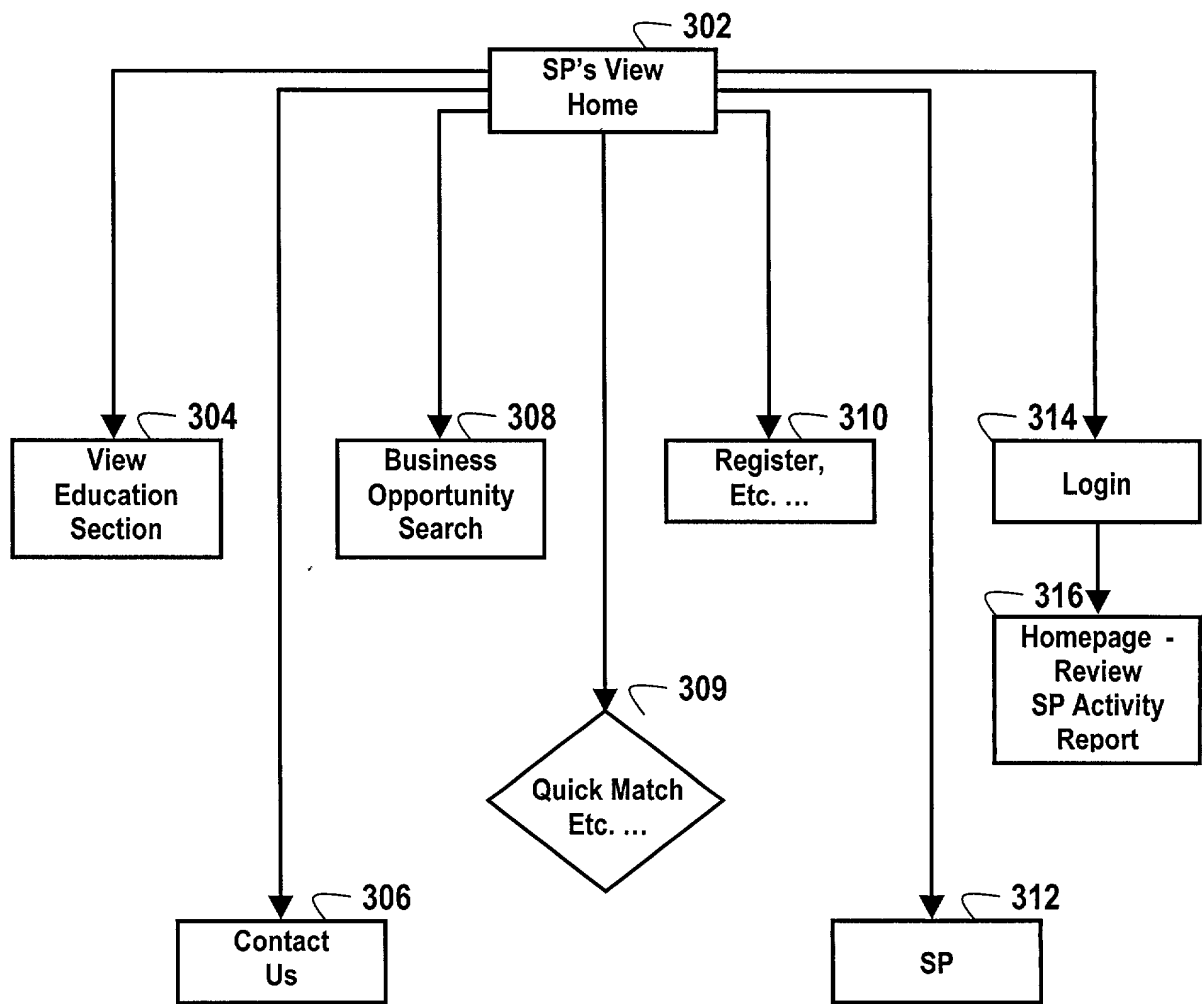 302
SP's View
Home
304
View
Education
Section
308
Business
Opportunity
Search
310
Register,
Etc. ...
314
Login
316
Homepage -
Review
SP Activity
Report
309
Quick Match
Etc. ...
306
Contact
Us
312
SP